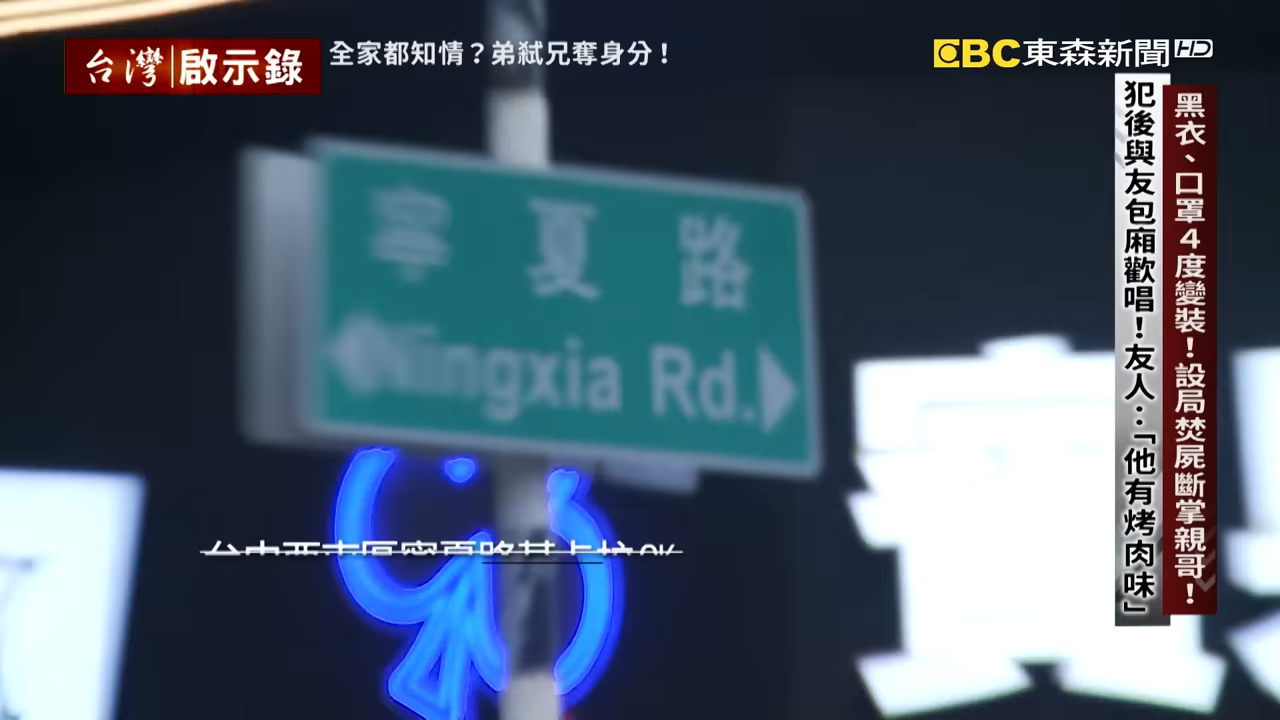 台灣|啟示錄
全家都知情？弟弒兄奪身分！
EBC東森新聞HD
黑衣、口罩4度變裝！設局焚屍斷掌親哥！
犯後與友包廂歡唱！友人：「他有烤肉味」
寧夏路
Ningxia Rd.